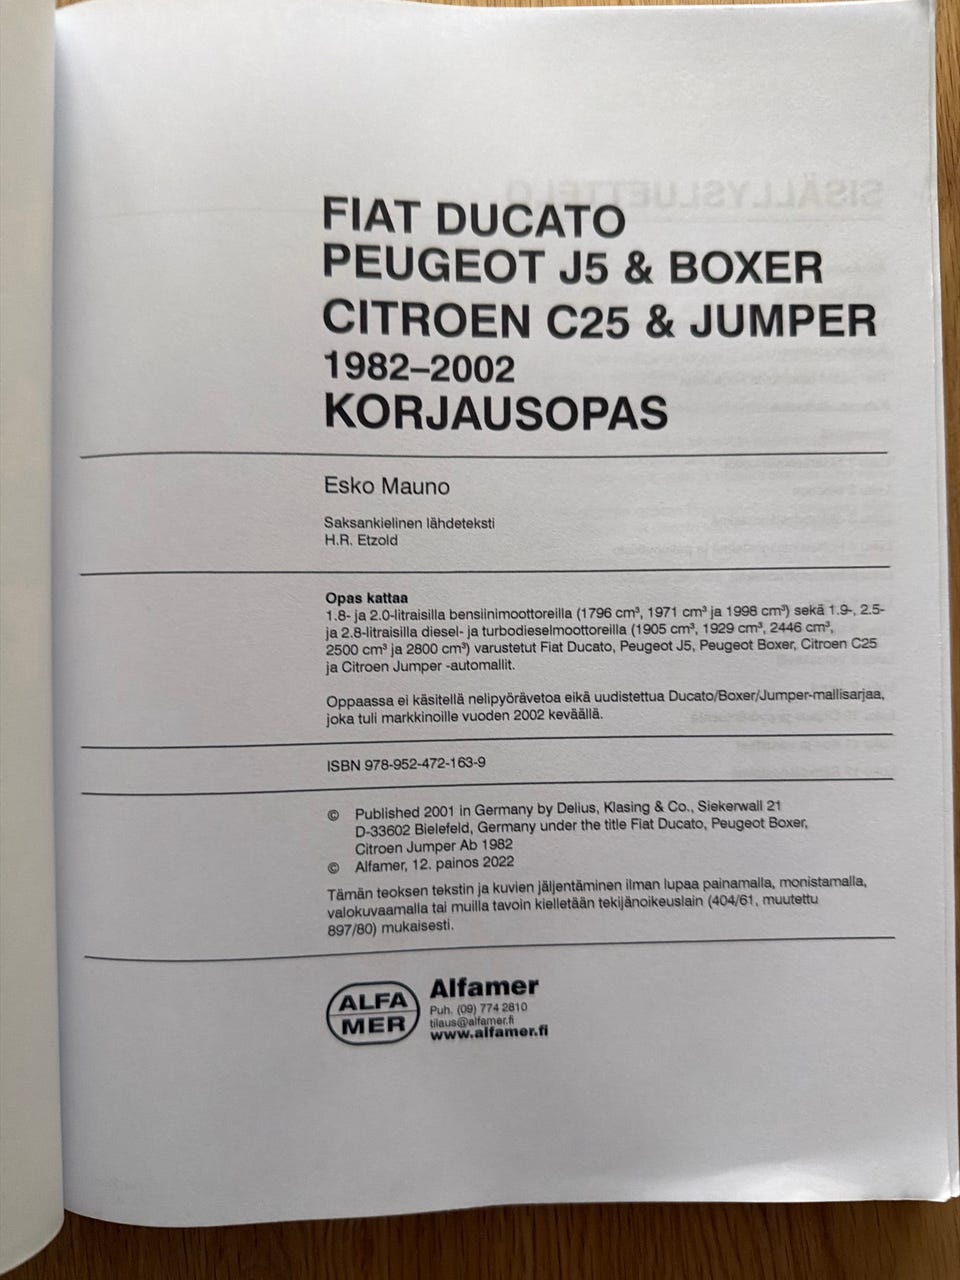 FIAT DUCATO
PEUGEOT J5 & BOXER
CITROEN C25 & JUMPER
1982–2002
KORJAUSOPAS
Esko Mauno
Saksankielinen lähdeteksti
H.R. Etzold
Opas kattaa
1.8- ja 2.0-litraisilla bensiinimoottoreilla (1796 cm³, 1971 cm³ ja 1998 cm³) sekä 1.9-, 2.5-
ja 2.8-litraisilla diesel- ja turbodieselmoottoreilla (1905 cm³, 1929 cm³, 2446 cm³,
2500 cm³ ja 2800 cm³) varustetut Fiat Ducato, Peugeot J5, Peugeot Boxer, Citroen C25
ja Citroen Jumper -automallit.
Oppaassa ei käsitellä nelipyörävetoa eikä uudistettua Ducato/Boxer/Jumper-mallisarjaa,
joka tuli markkinoille vuoden 2002 keväällä.
ISBN 978-952-472-163-9
© Published 2001 in Germany by Delius, Klasing & Co., Siekerwall 21
D-33602 Bielefeld, Germany under the title Fiat Ducato, Peugeot Boxer,
Citroen Jumper Ab 1982
© Alfamer, 12. painos 2022
Tämän teoksen tekstin ja kuvien jäljentäminen ilman lupaa painamalla, monistamalla,
valokuvaamalla tai muilla tavoin kielletään tekijänoikeuslain (404/61, muutettu
897/80) mukaisesti.
ALFA
MER
Alfamer
Puh. (09) 774 2810
tilaus@alfamer.fi
www.alfamer.fi